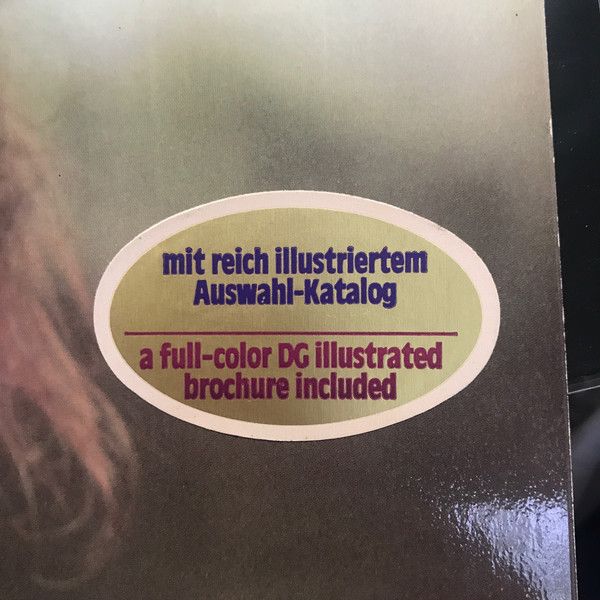 mit reich illustriertem
Auswahl-Katalog
a full-color DG illustrated
brochure included